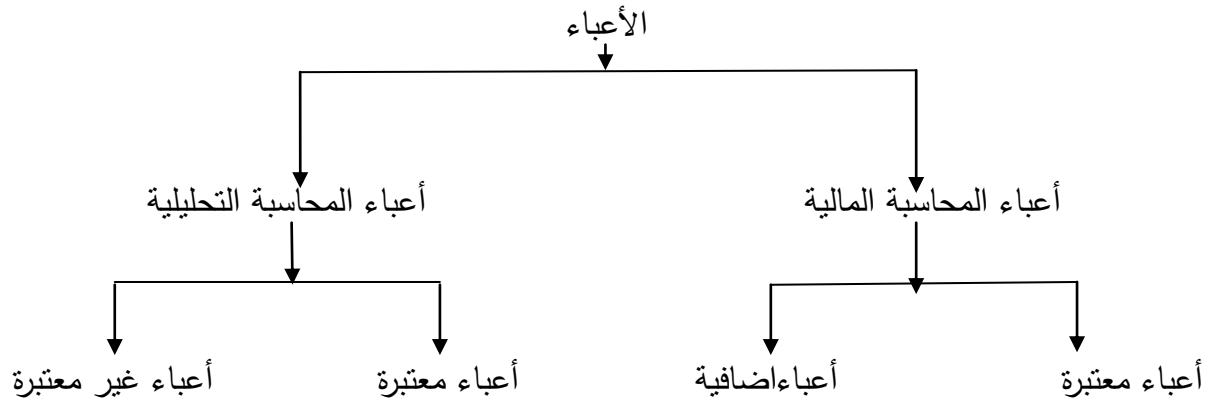 الأعباء
أعباء المحاسبة المالية
أعباء المحاسبة التحليلية
أعباء معتبرة
أعباءاضافية
أعباء معتبرة
أعباء غير معتبرة